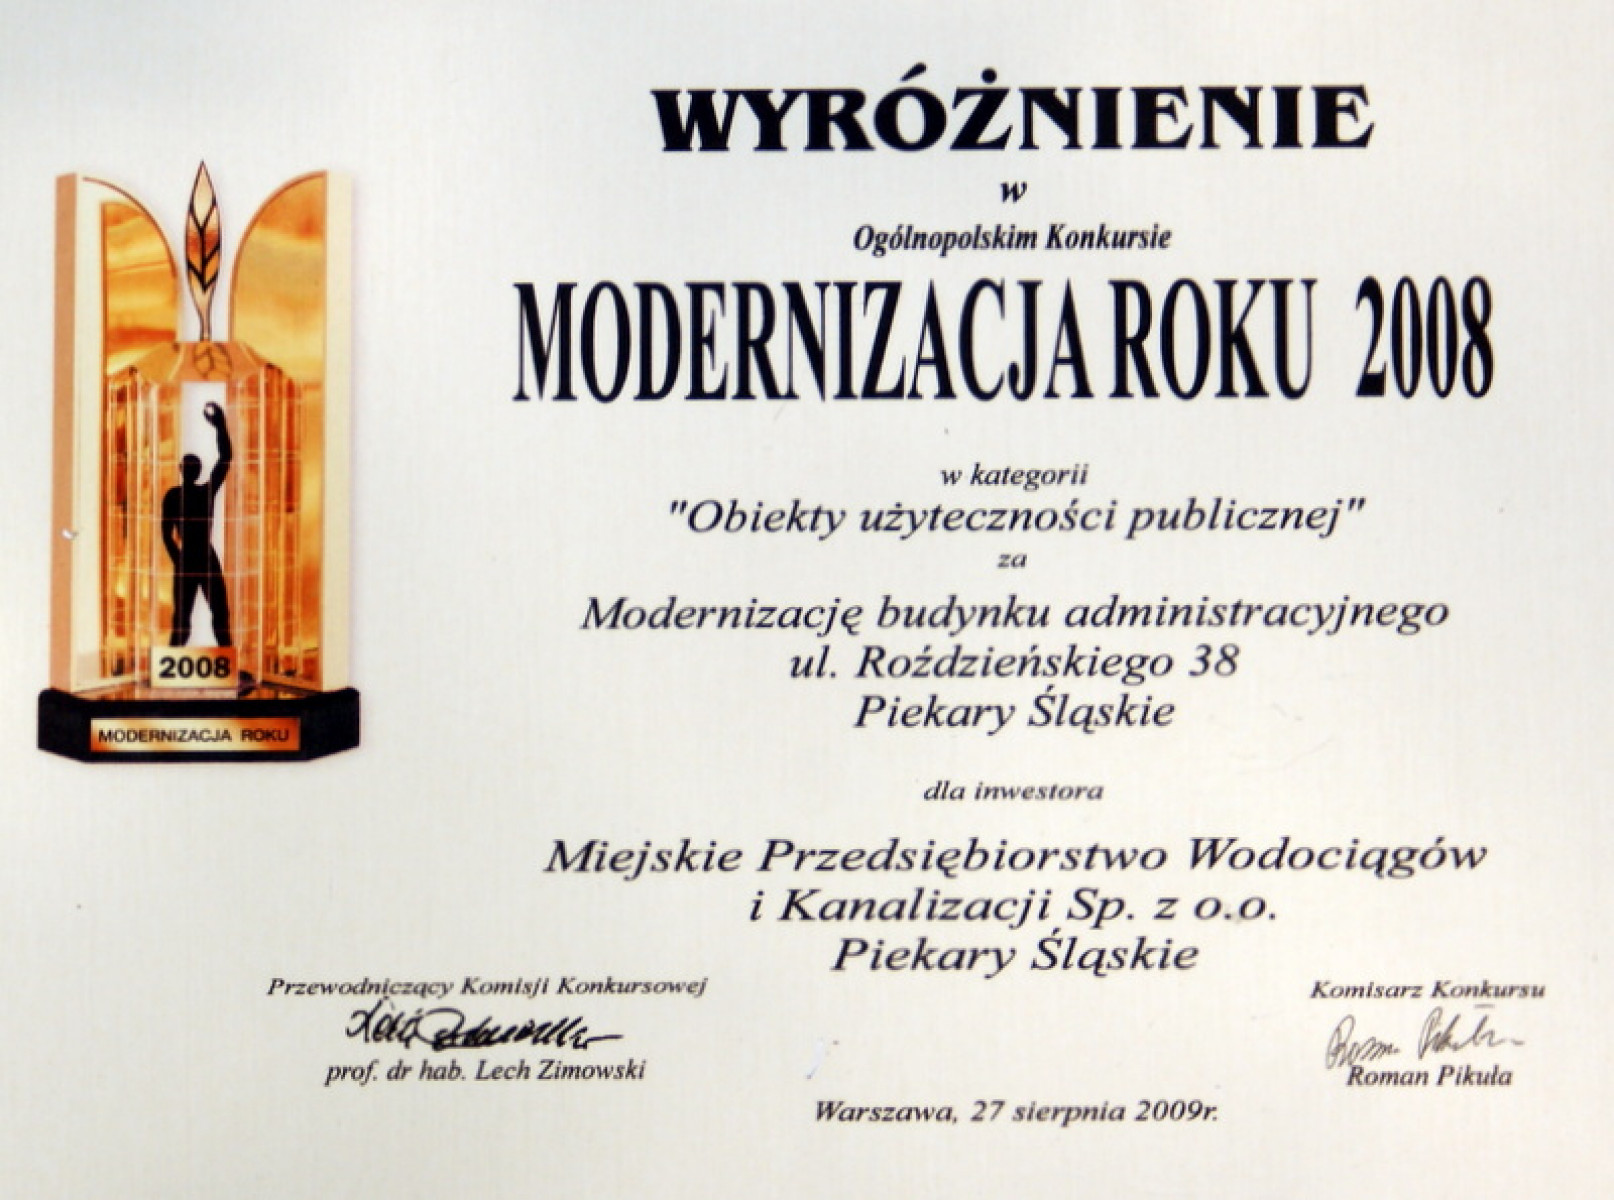 WYRÓŻNIENIE
w
Ogólnopolskim Konkursie
MODERNIZACJA ROKU 2008
w kategorii
"Obiekty użyteczności publicznej"
za
Modernizację budynku administracyjnego
ul. Roździeńskiego 38
Piekary Śląskie
dla inwestora
Miejskie Przedsiębiorstwo Wodociągów
i Kanalizacji Sp. z o.o.
Piekary Śląskie
Przewodniczący Komisji Konkursowej
prof. dr hab. Lech Zimowski
Komisarz Konkursu
Roman Pikuła
Warszawa, 27 sierpnia 2009r.
2008
MODERNIZACJA ROKU